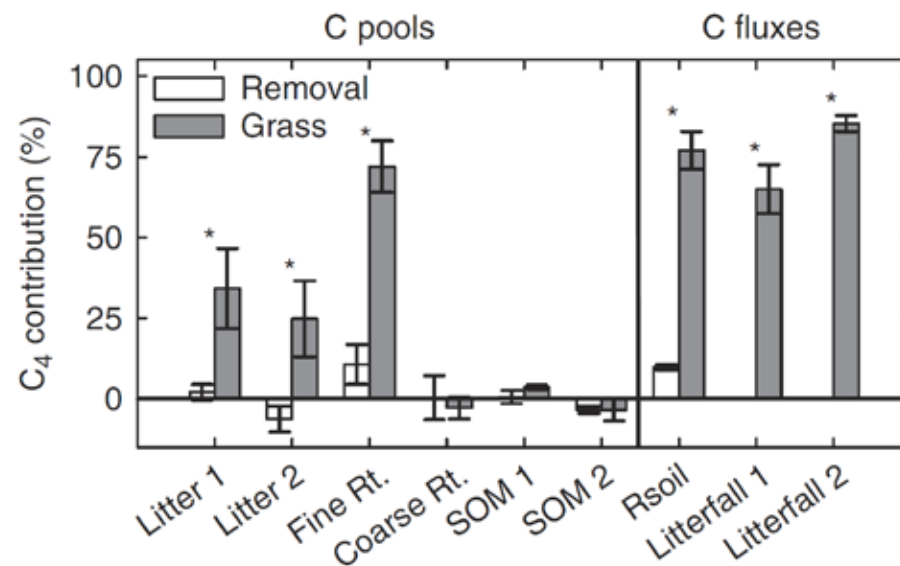 C pools
C fluxes
100
75
50
25
0
C₄ contribution (%)
Removal
Grass
*
*
*
*
*
*
Litter 1
Litter 2
Fine Rt.
Coarse Rt.
SOM 1
SOM 2
Rsoil
Litterfall 1
Litterfall 2